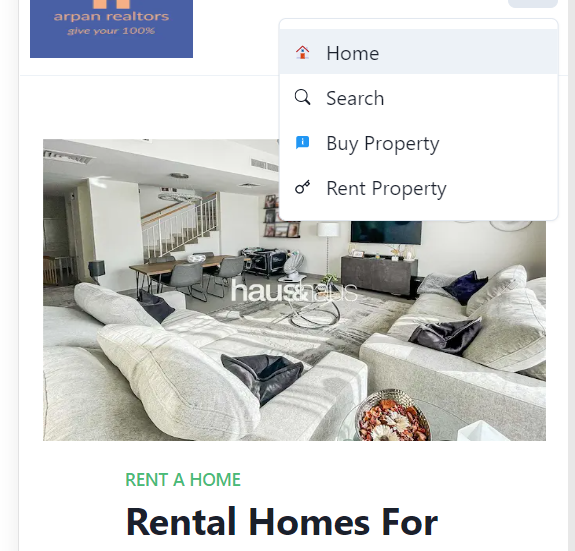 arpan realtors
give your 100%
Home
Search
Buy Property
Rent Property
haus&haus
RENT A HOME
Rental Homes For